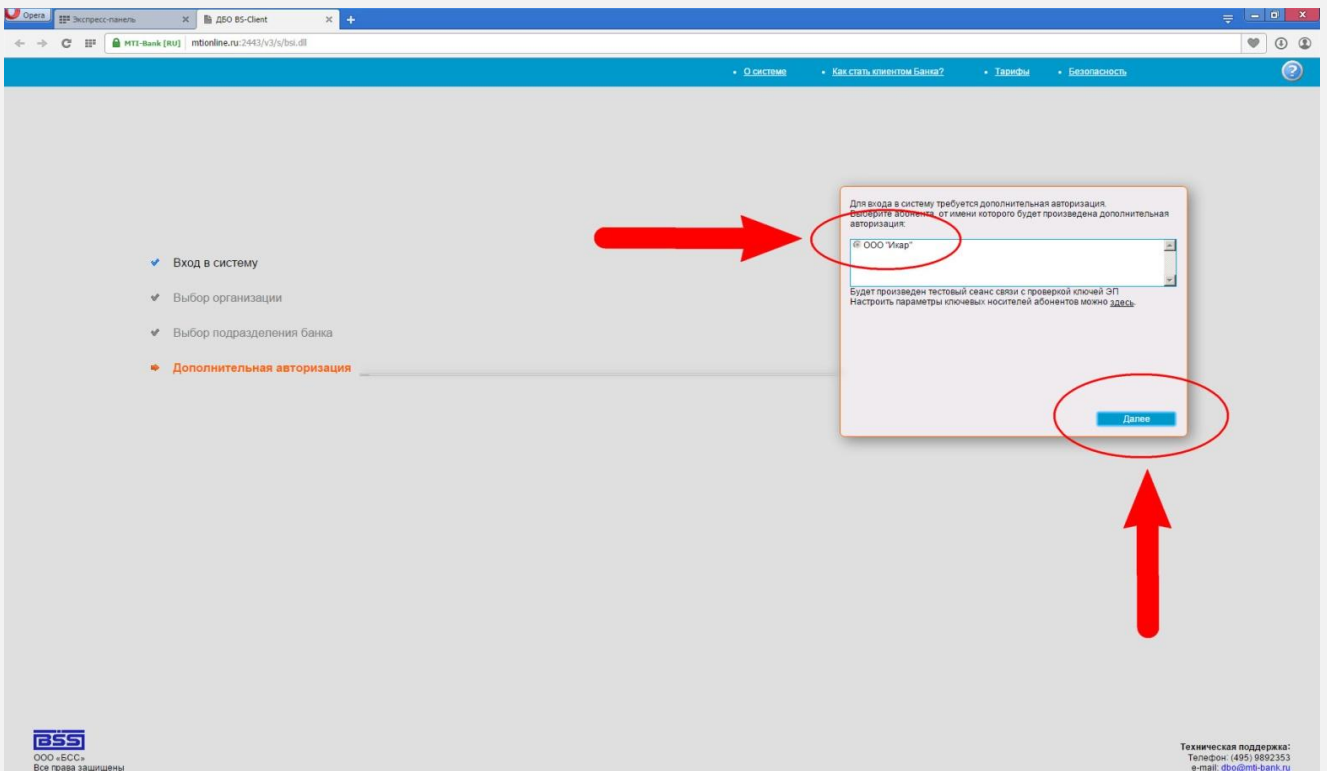 Opera
Экспресс-панель
ДБО BS-Client
MTI-Bank [RU] mtionline.ru:2443/v3/s/bsi.dll
• О системе • Как стать клиентом Банка? • Тарифы • Безопасность
?
Для входа в систему требуется дополнительная авторизация.
Выберите абонента, от имени которого будет произведена дополнительная
авторизация:
ООО "Икар"
Будет произведен тестовый сеанс связи с проверкой ключей ЭП
Настроить параметры ключевых носителей абонентов можно здесь.
Вход в систему
Выбор организации
Выбор подразделения банка
Дополнительная авторизация
Далее
BSS
ООО «БСС»
Все права защищены
Техническая поддержка:
Телефон: (495) 9892353
e-mail: dbo@mti-bank.ru